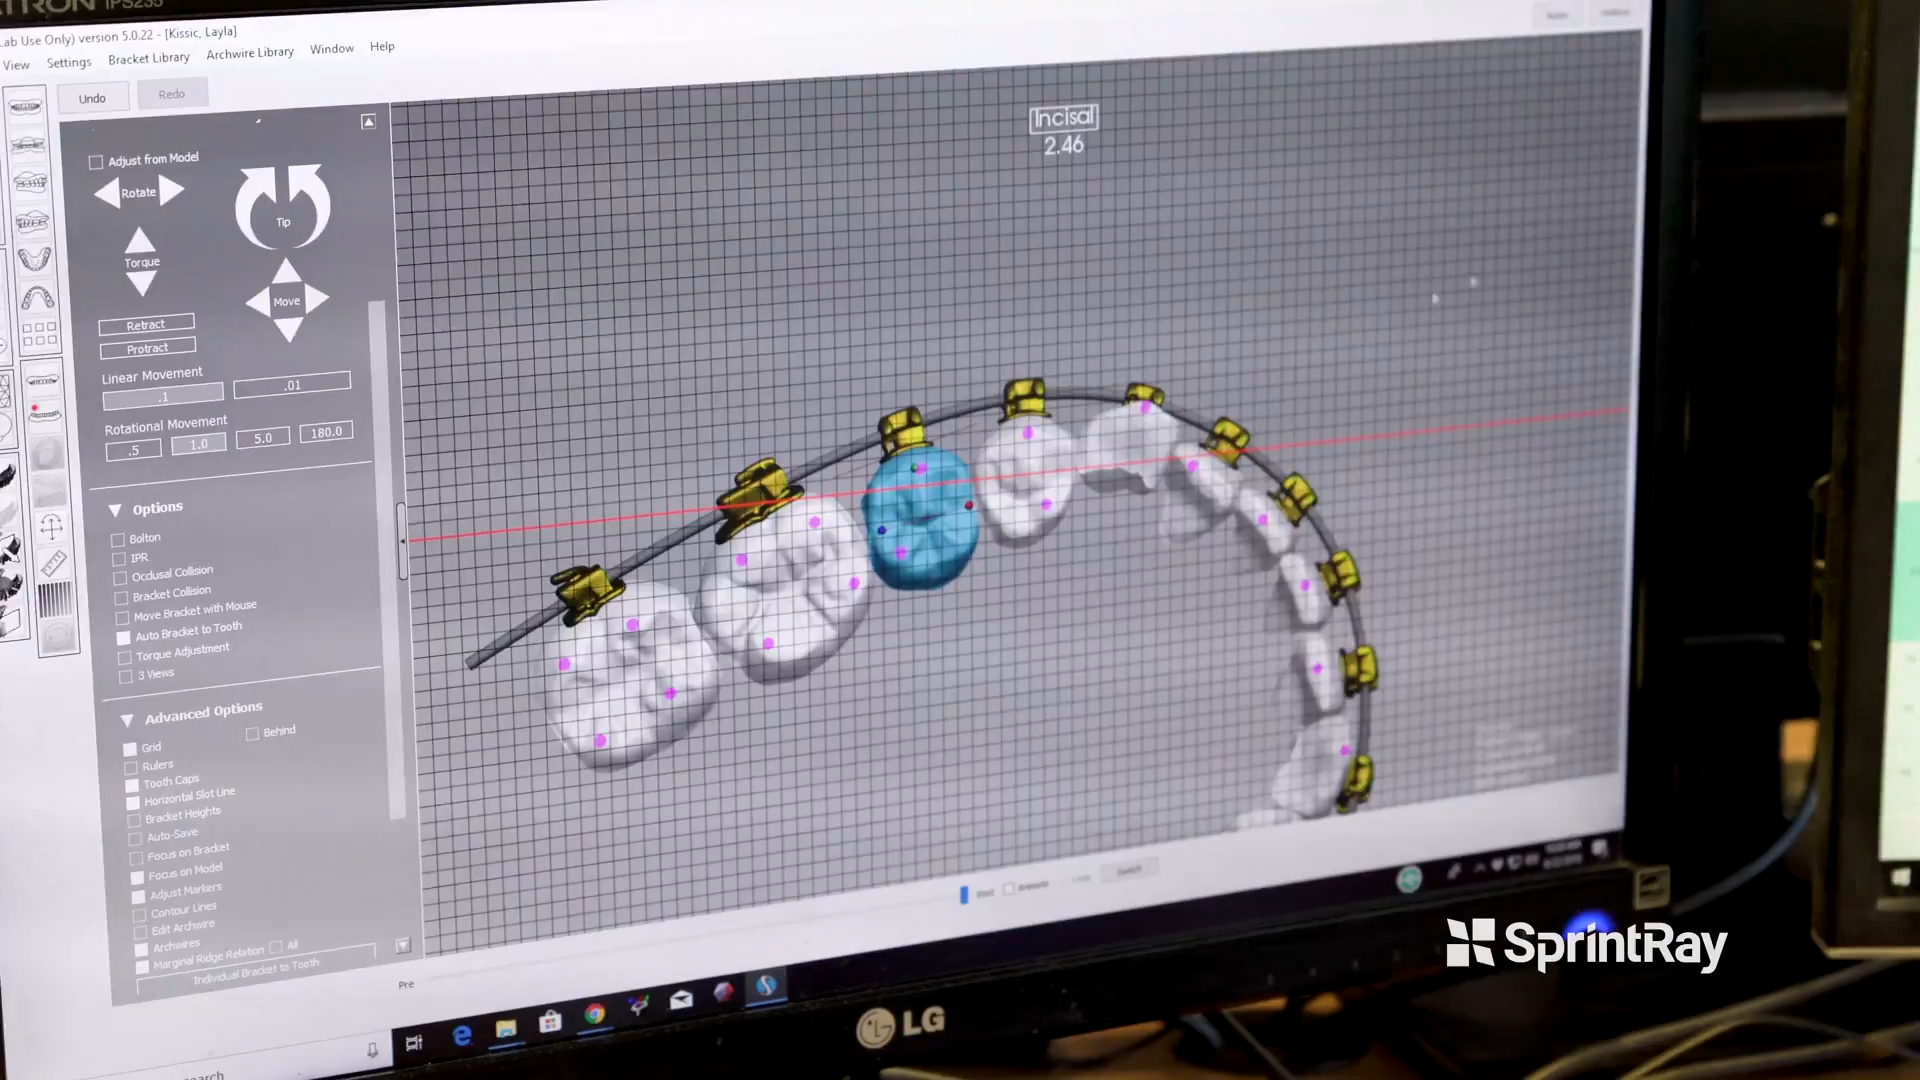 TRON IPS235
Lab Use Only) version 5.0.22 - [Kissic, Layla]
View Settings Bracket Library Archwire Library Window Help
Undo Redo
Adjust from Model
Rotate
Tip
Torque
Move
Retract
Protract
Linear Movement
.1 .01
Rotational Movement
.5 1.0 5.0 180.0
Options
Bolton
IPR
Occlusal Collision
Bracket Collision
Move Bracket with Mouse
Auto Bracket to Tooth
Torque Adjustment
3 Views
Advanced Options
Grid Behind
Rulers
Tooth Caps
Horizontal Slot Line
Bracket Heights
Auto-Save
Focus on Bracket
Focus on Model
Adjust Markers
Contour Lines
Edit Archwire
Archwires
Marginal Ridge Relation All
Individual Bracket to Tooth
Incisal
2.46
Pre
Switch
earch
LG
SprintRay